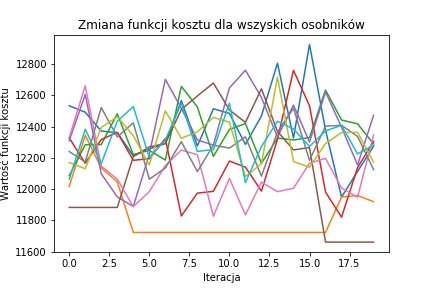 Zmiana funkcji kosztu dla wszyskich osobników
Wartość funkcji kosztu
12800
12600
12400
12200
12000
11800
11600
0.0 2.5 5.0 7.5 10.0 12.5 15.0 17.5
Iteracja